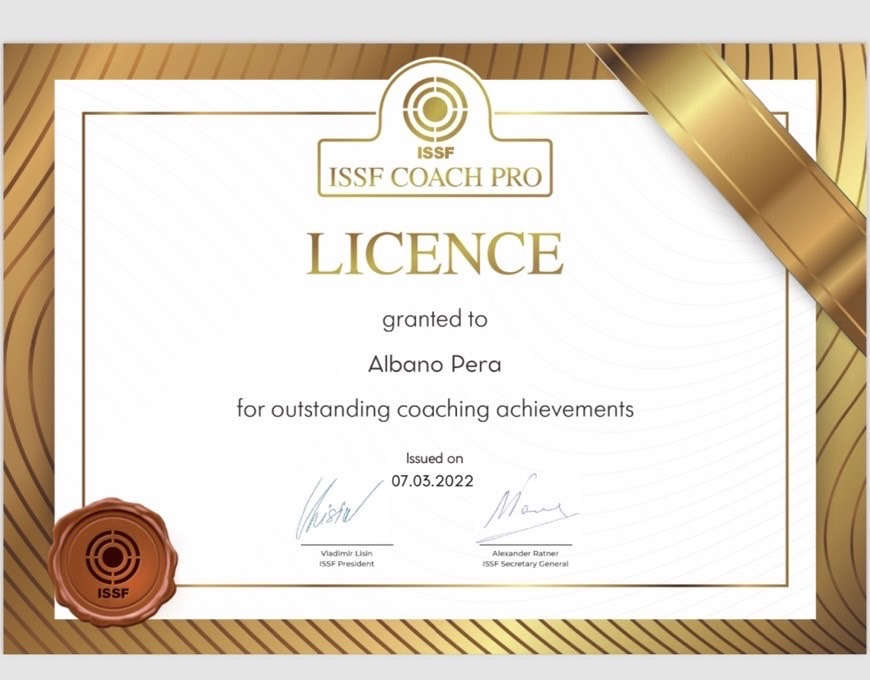 ISSF
ISSF COACH PRO
LICENCE
granted to
Albano Pera
for outstanding coaching achievements
Issued on
07.03.2022
Vladimir Lisin
ISSF President
Alexander Ratner
ISSF Secretary General
ISSF